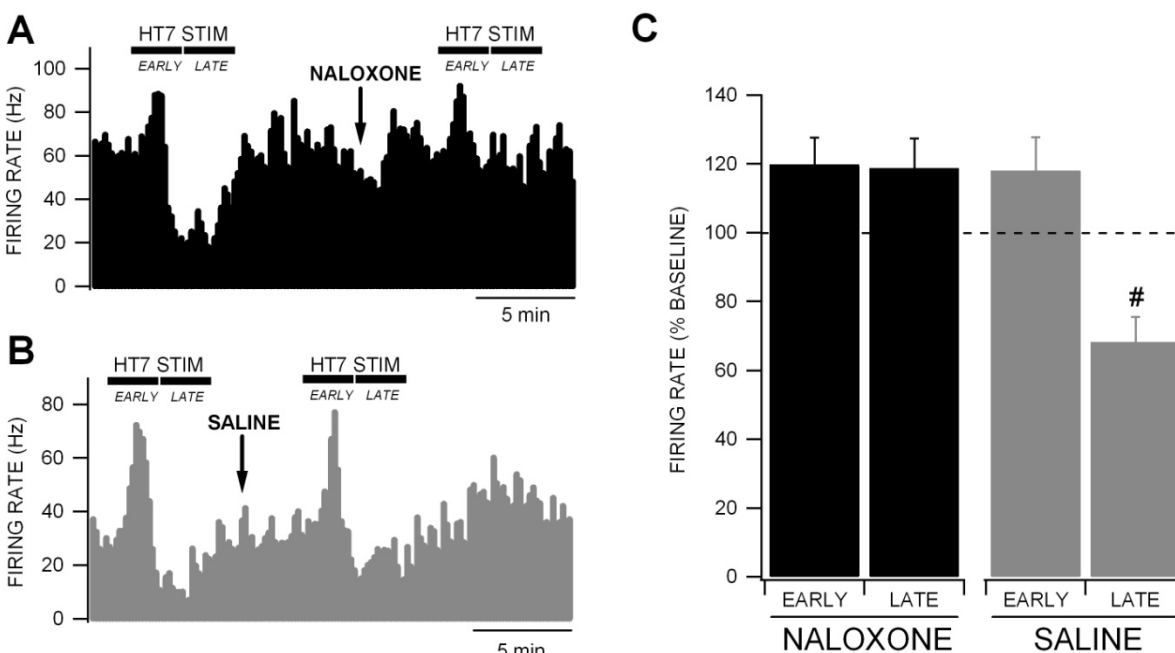 A
HT7 STIM
EARLY LATE
NALOXONE
HT7 STIM
EARLY LATE
FIRING RATE (Hz)
100
80
60
40
20
0
5 min
B
HT7 STIM
EARLY LATE
SALINE
HT7 STIM
EARLY LATE
FIRING RATE (Hz)
80
60
40
20
0
5 min
C
FIRING RATE (% BASELINE)
140
120
100
80
60
40
20
0
#
EARLY LATE EARLY LATE
NALOXONE SALINE